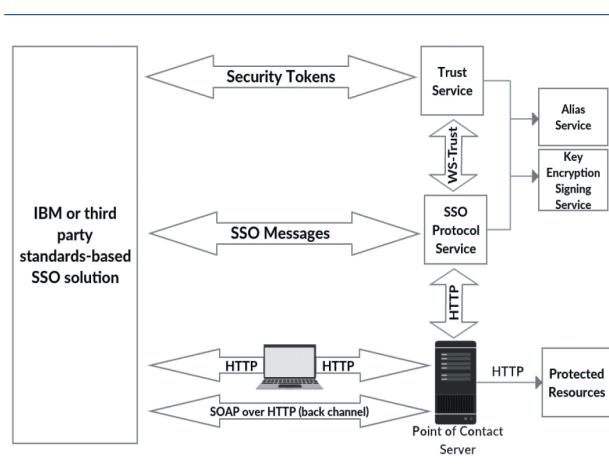 Security Tokens
Trust
Service
Alias
Service
WS-Trust
Key
Encryption
Signing
Service
IBM or third
party
standards-based
SSO solution
SSO Messages
SSO
Protocol
Service
HTTP
HTTP
HTTP
HTTP
Protected
Resources
SOAP over HTTP (back channel)
Point of Contact
Server